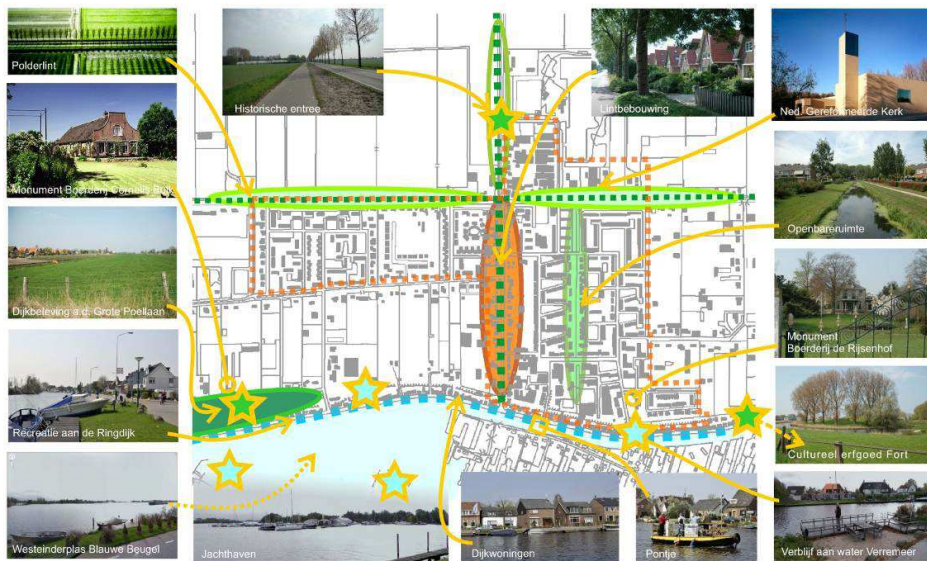 Polderlint
Historische entree
Lintbebouwing
Ned. Gereformeerde Kerk
Monument Boerderij Cornelis
Openbareruimte
Dijkbeleving a.d. Grote Poellaan
Monument
Boerderij de Rijsenhof
Recreatie aan de Ringdijk
Cultureel erfgoed Fort
Westeinderplas Blauwe Beugel
Jachthaven
Dijkwoningen
Pontje
Verblijf aan water Verremeer